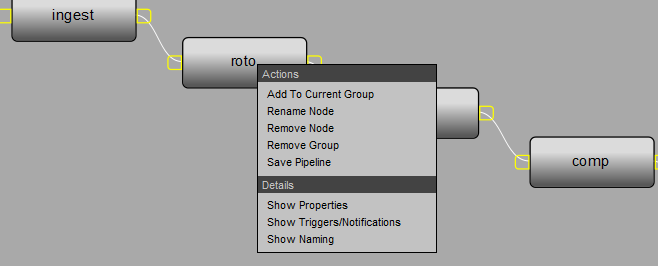 ingest
roto
Actions
Add To Current Group
Rename Node
Remove Node
Remove Group
Save Pipeline
Details
Show Properties
Show Triggers/Notifications
Show Naming
comp